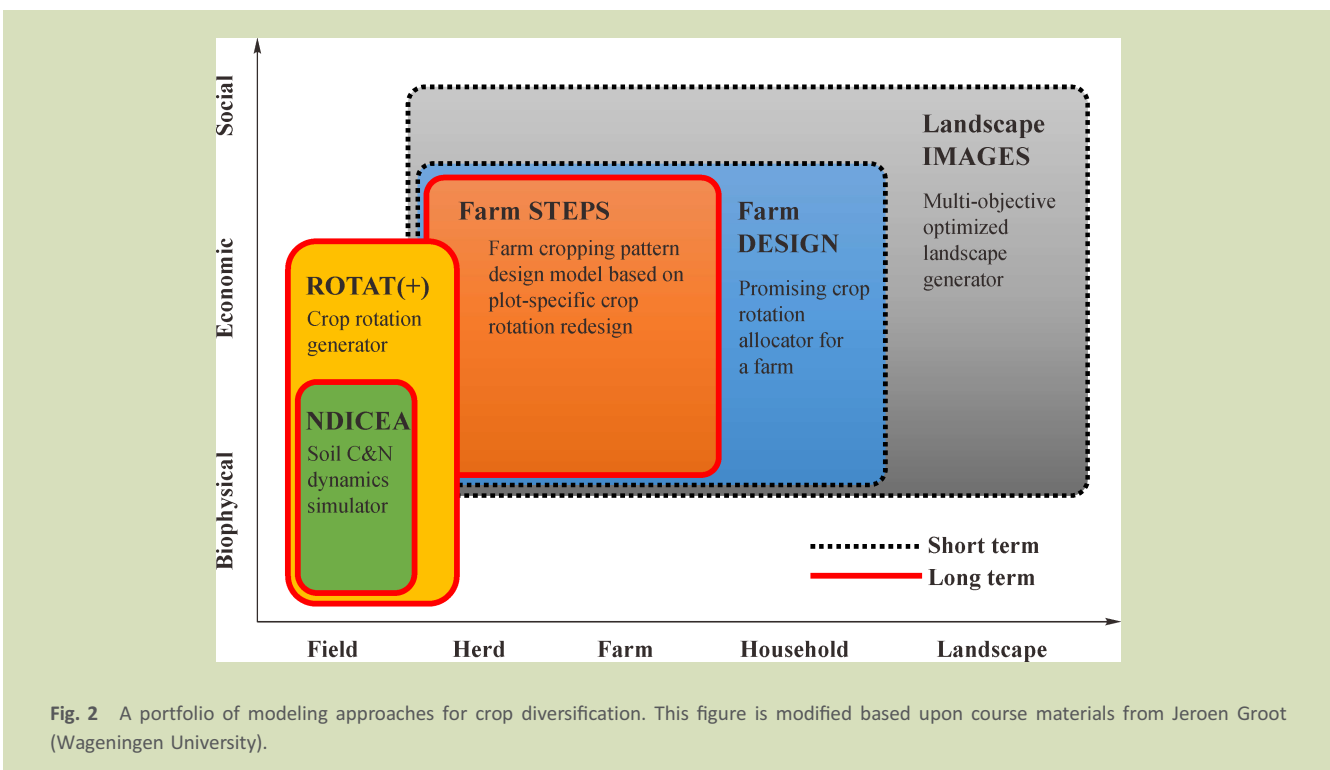 Social
Economic
Biophysical
Landscape
IMAGES
Multi-objective
optimized
landscape
generator
Farm STEPS
Farm cropping pattern
design model based on
plot-specific crop
rotation redesign
Farm
DESIGN
Promising crop
rotation
allocator for
a farm
ROTAT(+)
Crop rotation
generator
NDICEA
Soil C&N
dynamics
simulator
Short term
Long term
Field
Herd
Farm
Household
Landscape
Fig. 2 A portfolio of modeling approaches for crop diversification. This figure is modified based upon course materials from Jeroen Groot
(Wageningen University).